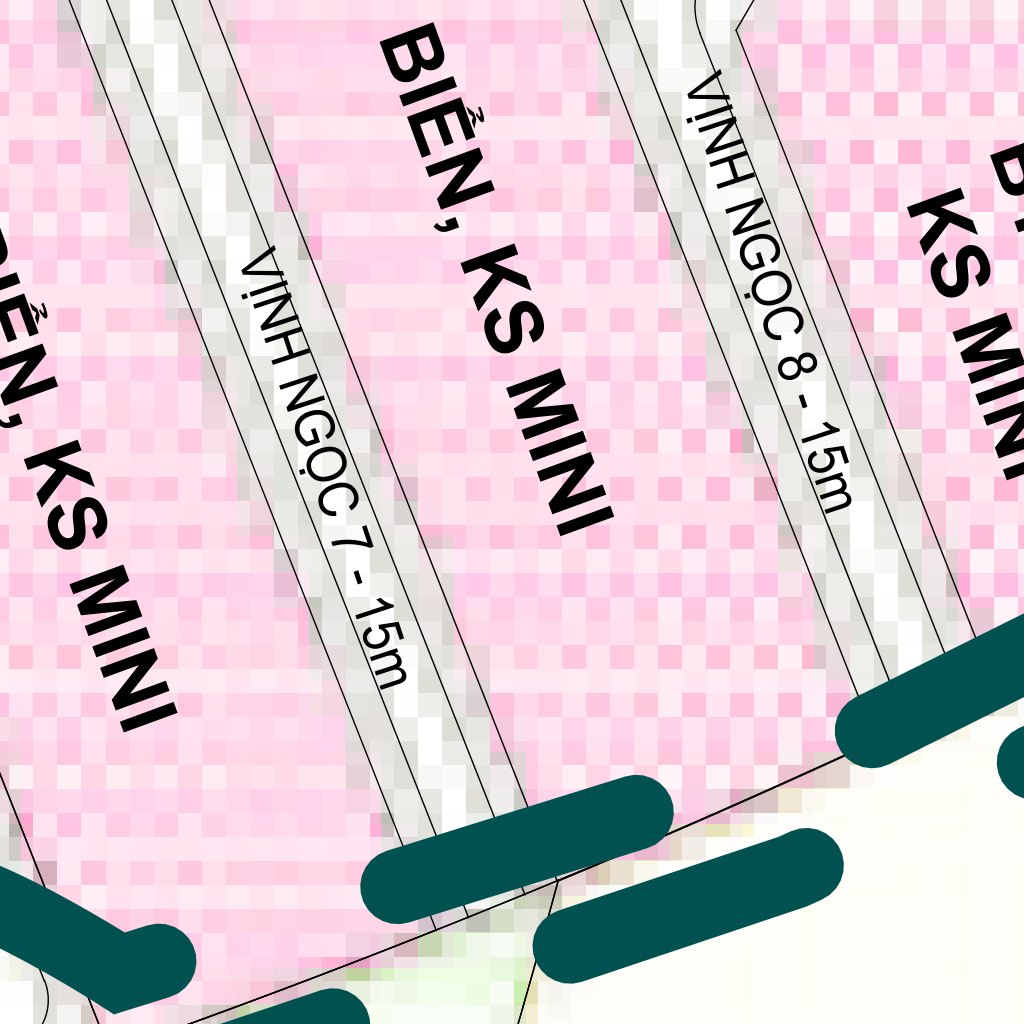 BIỂN, KS MINI
VỊNH NGỌC 7 - 15m
BIỂN, KS MINI
VỊNH NGỌC 8 - 15m
KS MINI